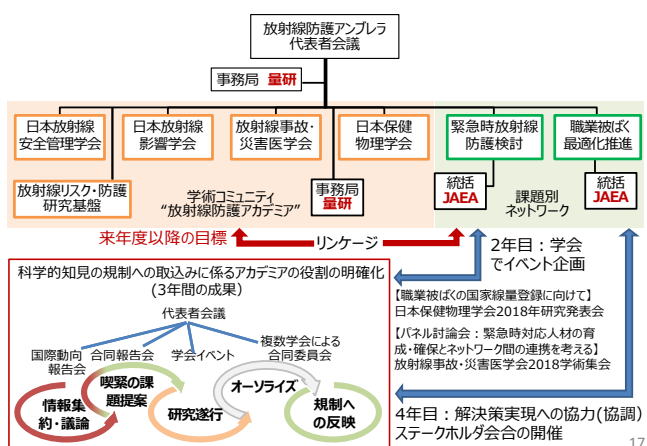 放射線防護アンブレラ
代表者会議
事務局 量研
日本放射線
安全管理学会
日本放射線
影響学会
放射線事故・
災害医学会
日本保健
物理学会
緊急時放射線
防護検討
職業被ばく
最適化推進
放射線リスク・防護
研究基盤
学術コミュニティ
“放射線防護アカデミア”
事務局
量研
統括
JAEA
課題別
ネットワーク
統括
JAEA
来年度以降の目標
リンケージ
2年目：学会
でイベント企画
科学的知見の規制への取込みに係るアカデミアの役割の明確化
(3年間の成果)
代表者会議
国際動向
報告会
合同報告会
学会イベント
複数学会による
合同委員会
情報集
約・議論
喫緊の課
題提案
研究遂行
オーソライズ
規制へ
の反映
【職業被ばくの国家線量登録に向けて】
日本保健物理学会2018年研究発表会
【パネル討論会：緊急時対応人材の育
成・確保とネットワーク間の連携を考える】
放射線事故・災害医学会2018学術集会
4年目：解決策実現への協力(協調)
ステークホルダ会合の開催
17